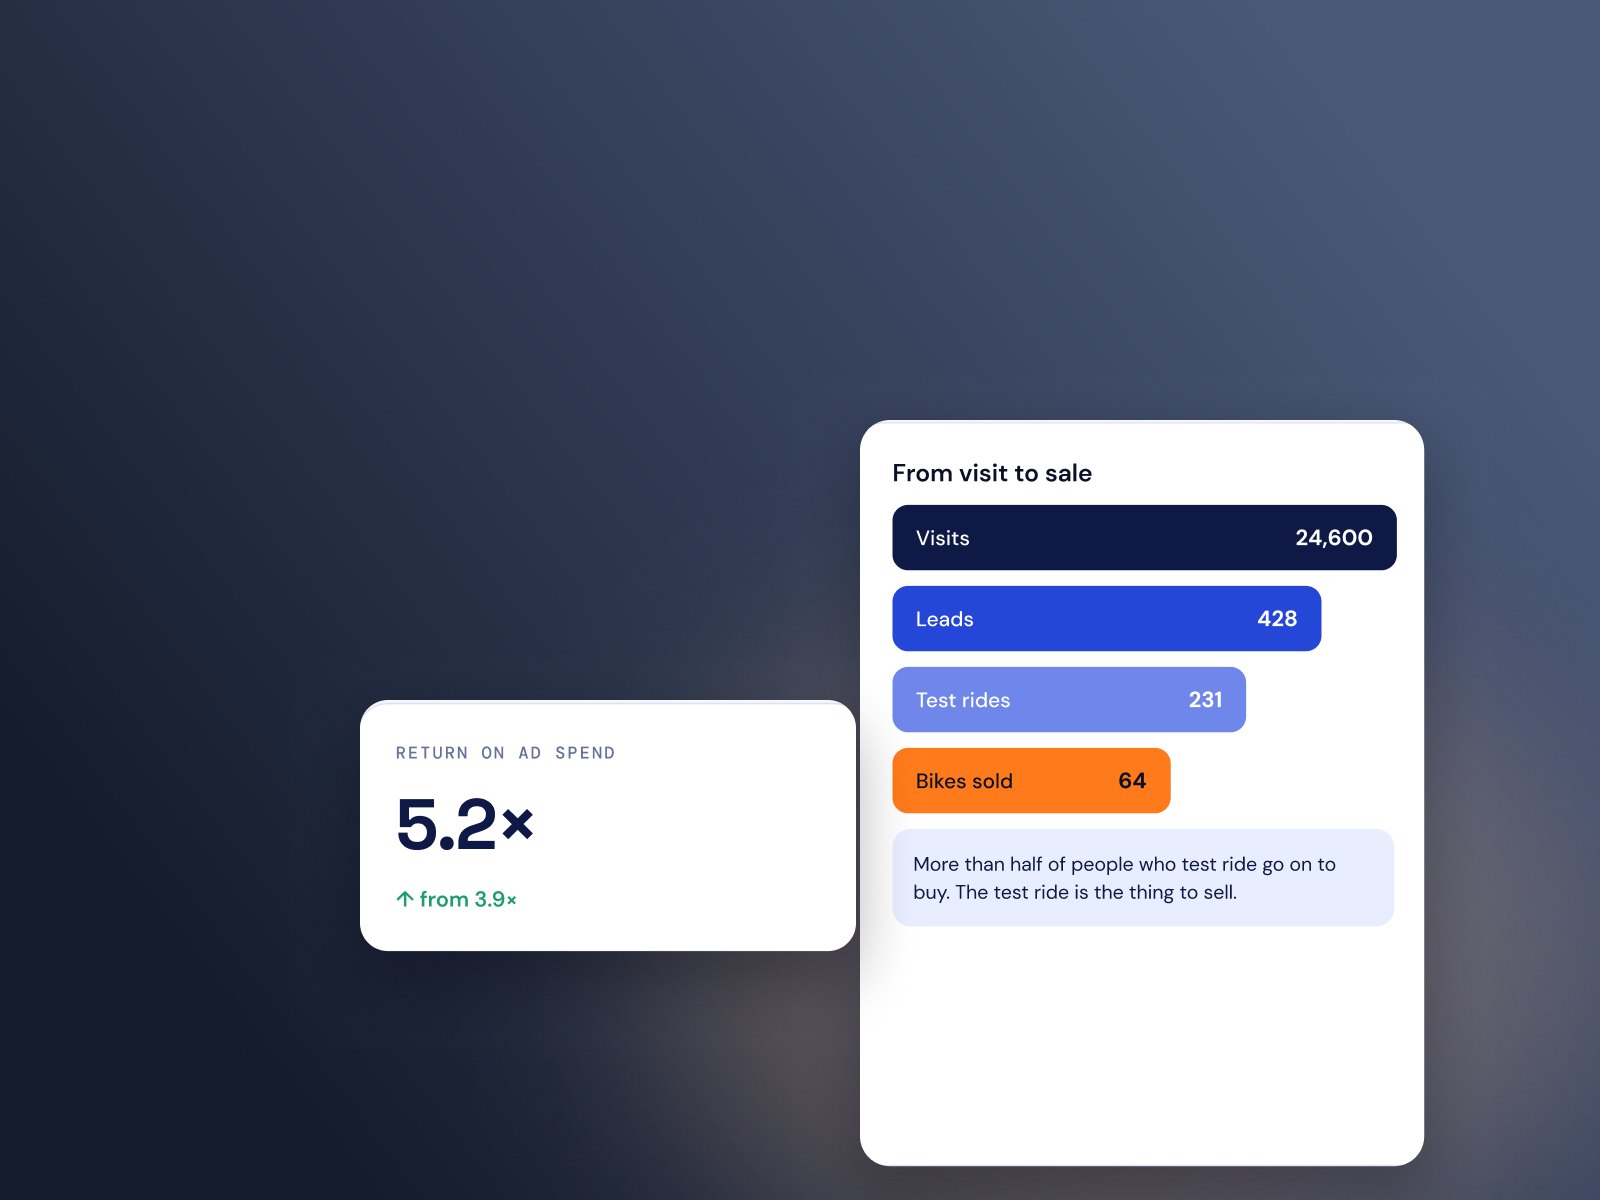 From visit to sale
Visits 24,600
Leads 428
Test rides 231
Bikes sold 64
More than half of people who test ride go on to
buy. The test ride is the thing to sell.
RETURN ON AD SPEND
5.2×
↑ from 3.9×